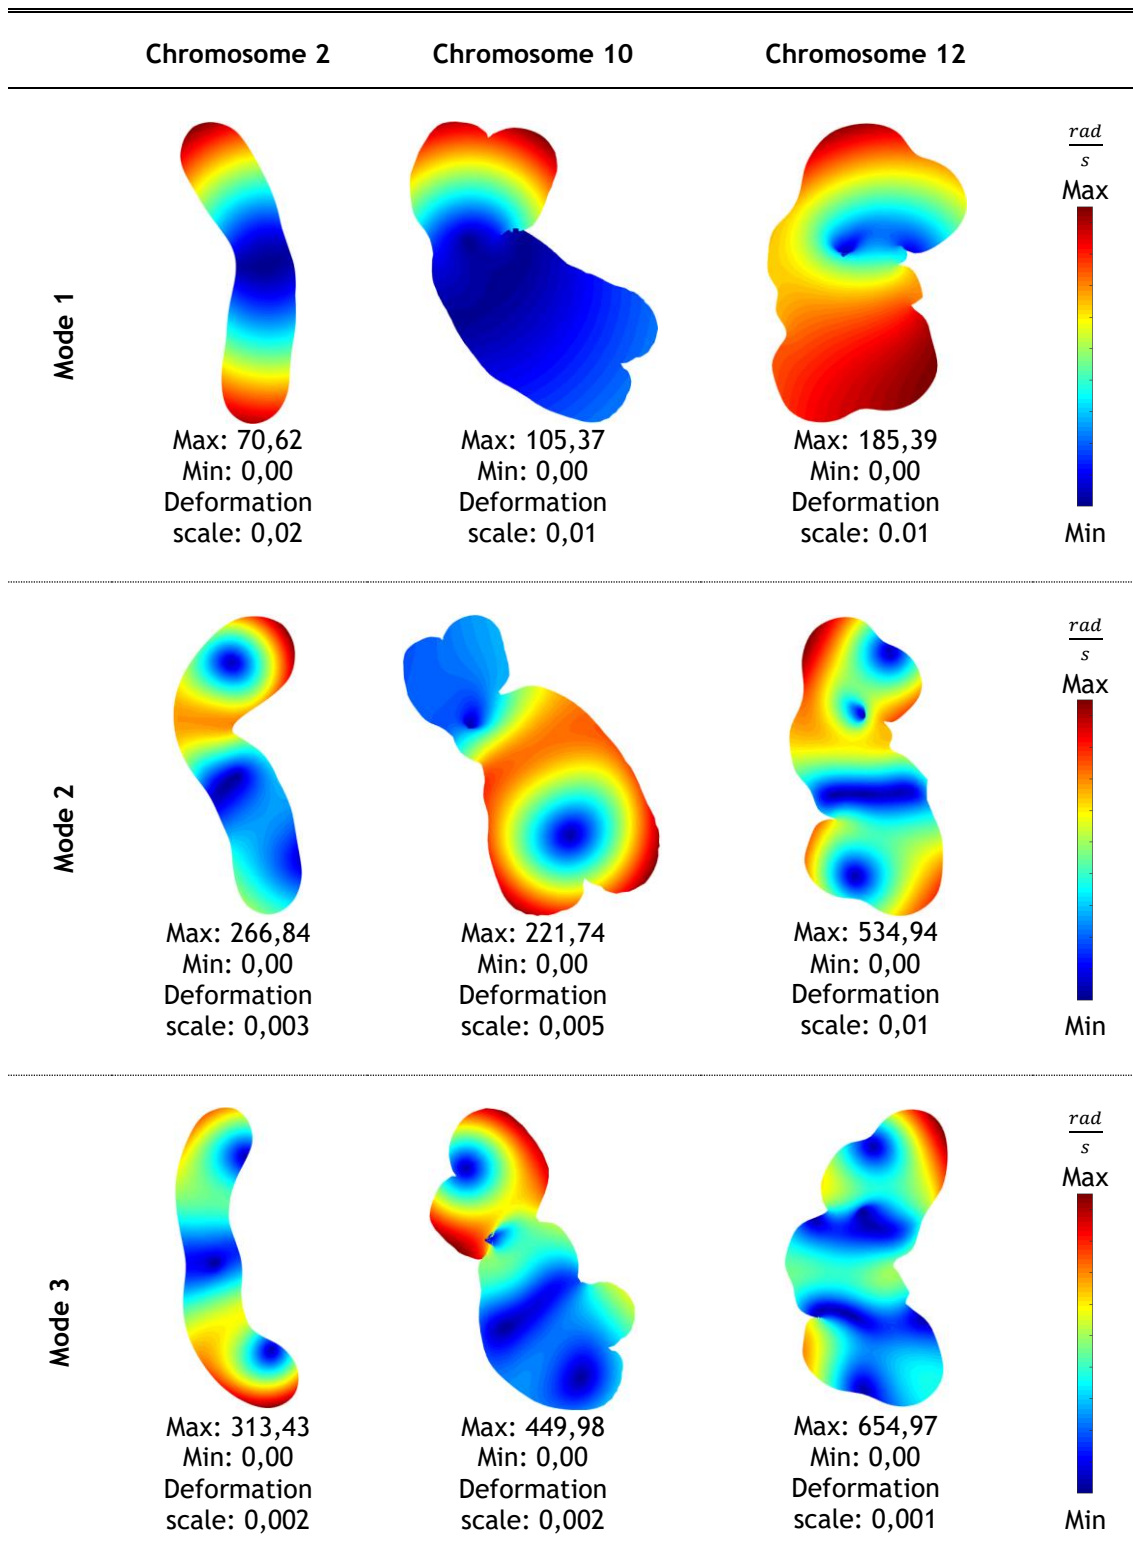 Chromosome 2 Chromosome 10 Chromosome 12
Mode 1
rad
s
Max
Min
Max: 70,62
Min: 0,00
Deformation
scale: 0,02
Max: 105,37
Min: 0,00
Deformation
scale: 0,01
Max: 185,39
Min: 0,00
Deformation
scale: 0.01
Mode 2
rad
s
Max
Min
Max: 266,84
Min: 0,00
Deformation
scale: 0,003
Max: 221,74
Min: 0,00
Deformation
scale: 0,005
Max: 534,94
Min: 0,00
Deformation
scale: 0,01
Mode 3
rad
s
Max
Min
Max: 313,43
Min: 0,00
Deformation
scale: 0,002
Max: 449,98
Min: 0,00
Deformation
scale: 0,002
Max: 654,97
Min: 0,00
Deformation
scale: 0,001